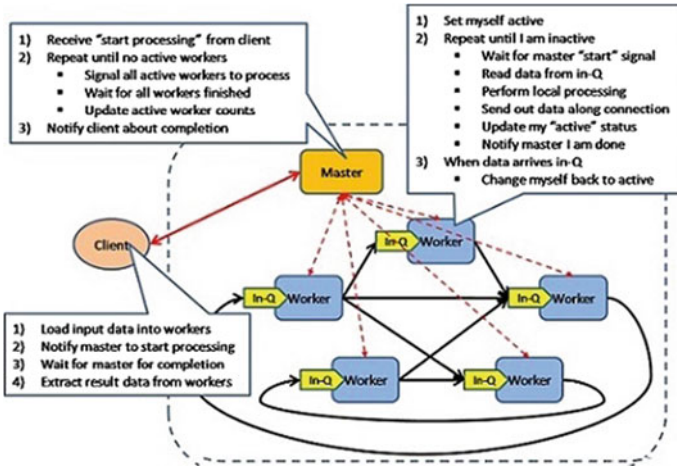 1) Receive "start processing" from client
2) Repeat until no active workers
▪ Signal all active workers to process
▪ Wait for all workers finished
▪ Update active worker counts
3) Notify client about completion
1) Set myself active
2) Repeat until I am inactive
▪ Wait for master "start" signal
▪ Read data from in-Q
▪ Perform local processing
▪ Send out data along connection
▪ Update my "active" status
▪ Notify master I am done
3) When data arrives in-Q
▪ Change myself back to active
Master
Client
In-Q Worker
In-Q Worker
In-Q Worker
1) Load input data into workers
2) Notify master to start processing
3) Wait for master for completion
4) Extract result data from workers
In-Q Worker
In-Q Worker